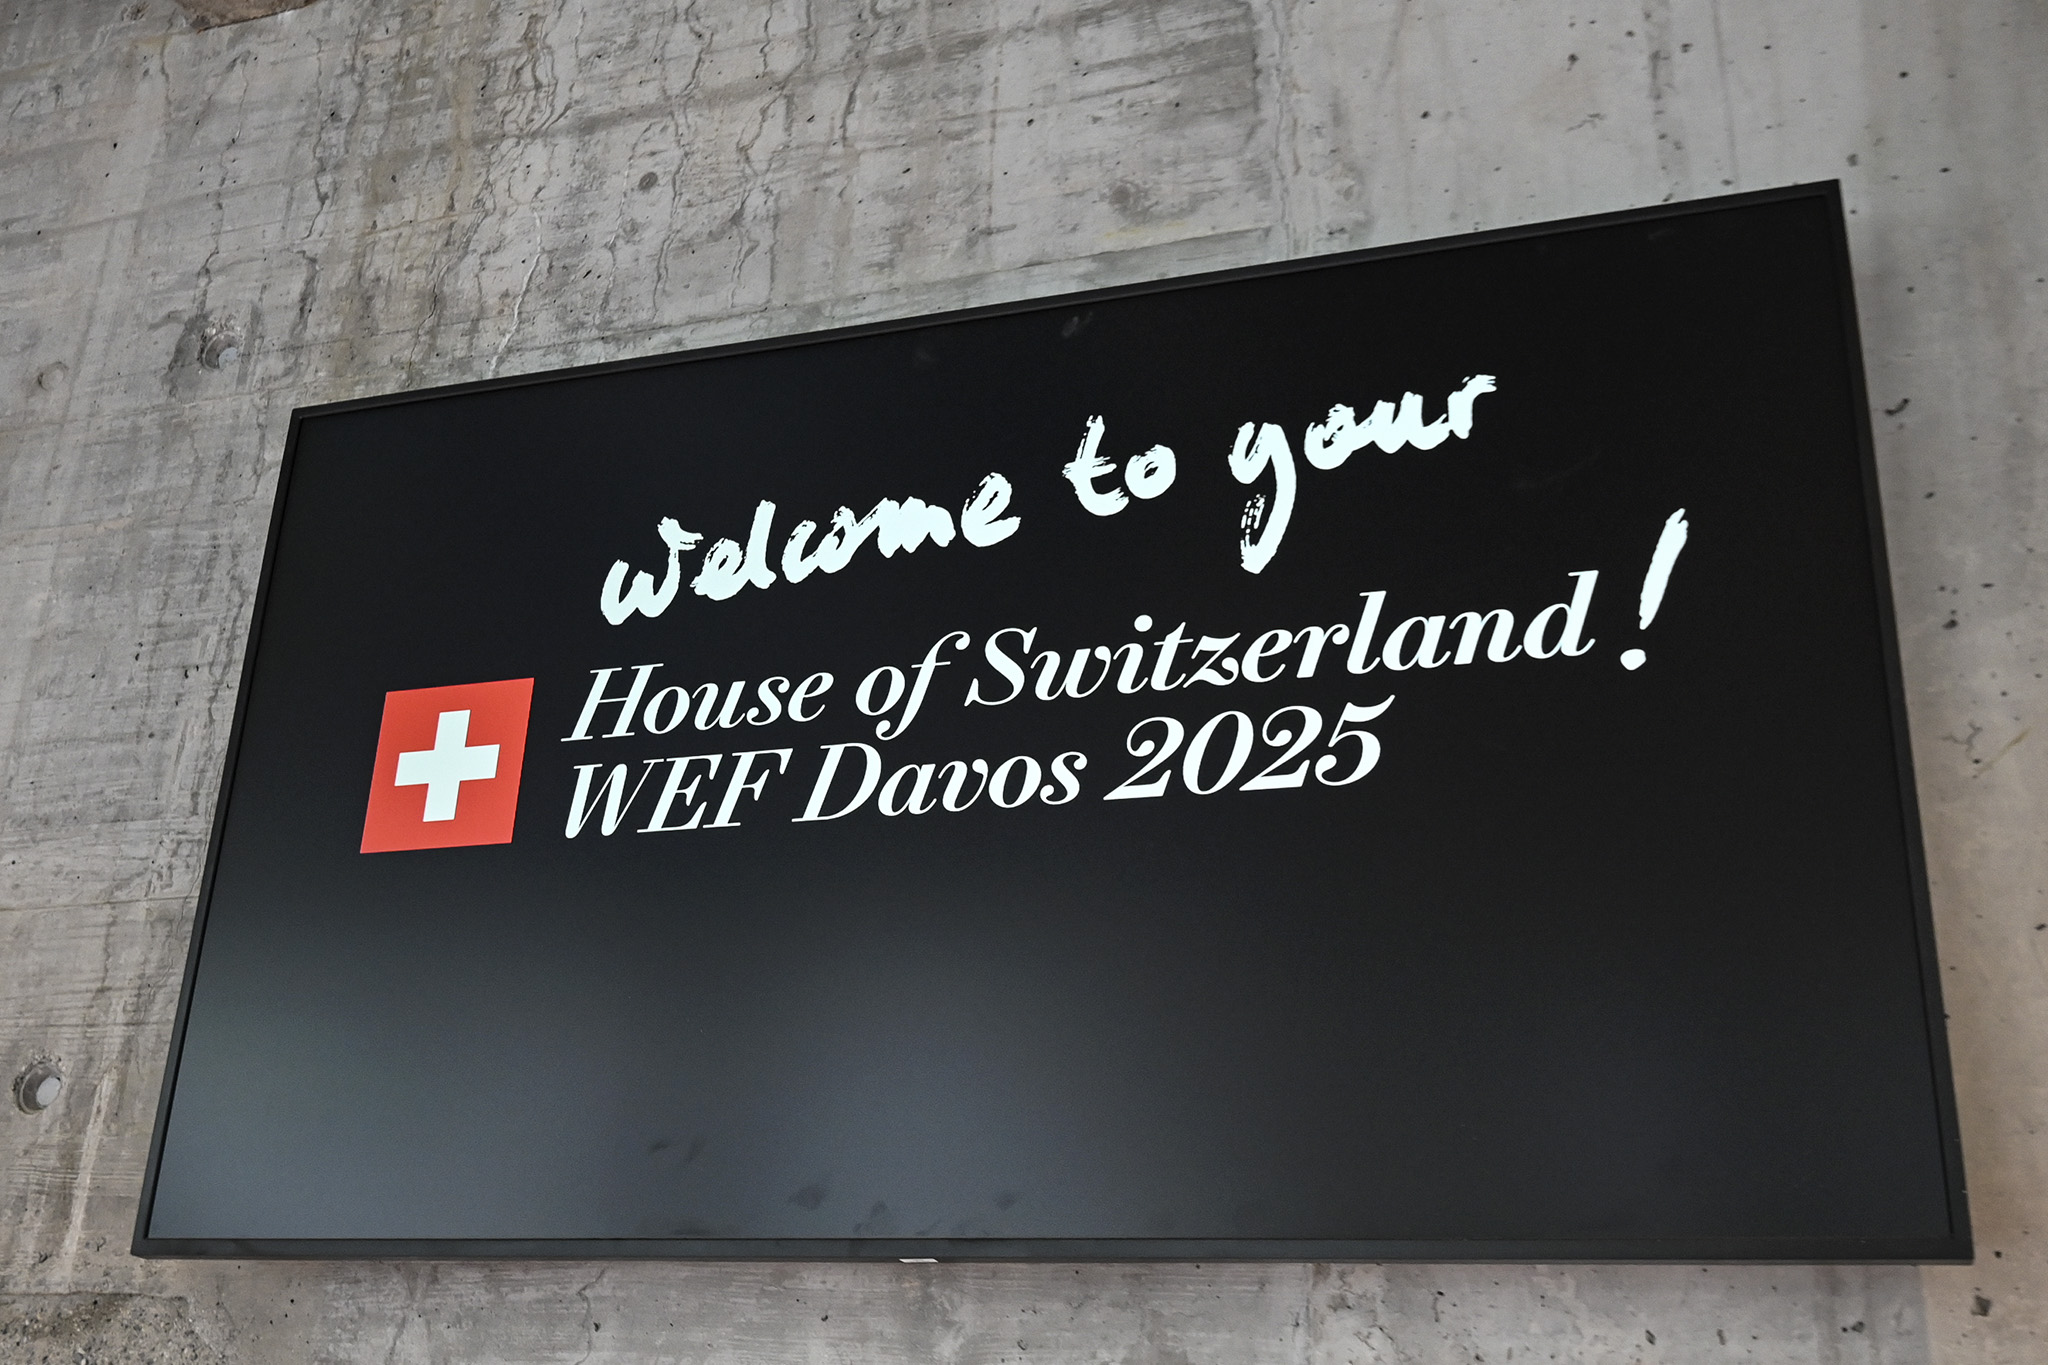 Welcome to your
House of Switzerland!
WEF Davos 2025